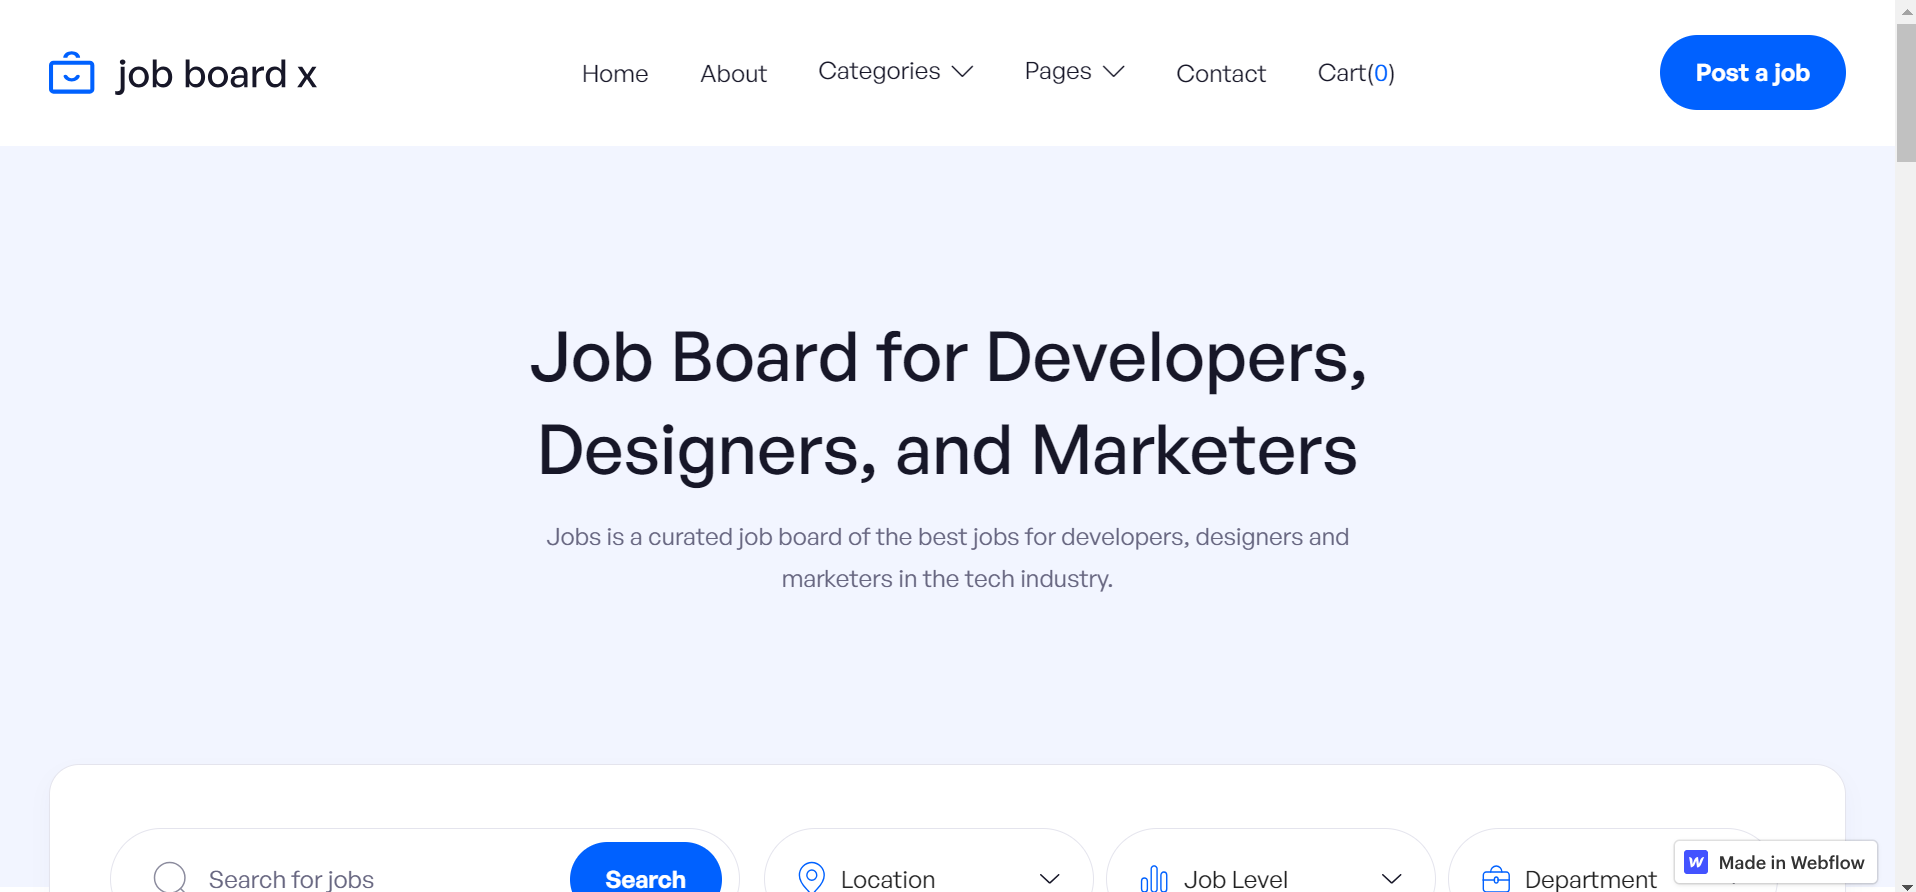 job board x
Home About Categories Pages Contact Cart(0)
Post a job
Job Board for Developers,
Designers, and Marketers
Jobs is a curated job board of the best jobs for developers, designers and
marketers in the tech industry.
Search for jobs
Search
Location
Job Level
Department
Made in Webflow